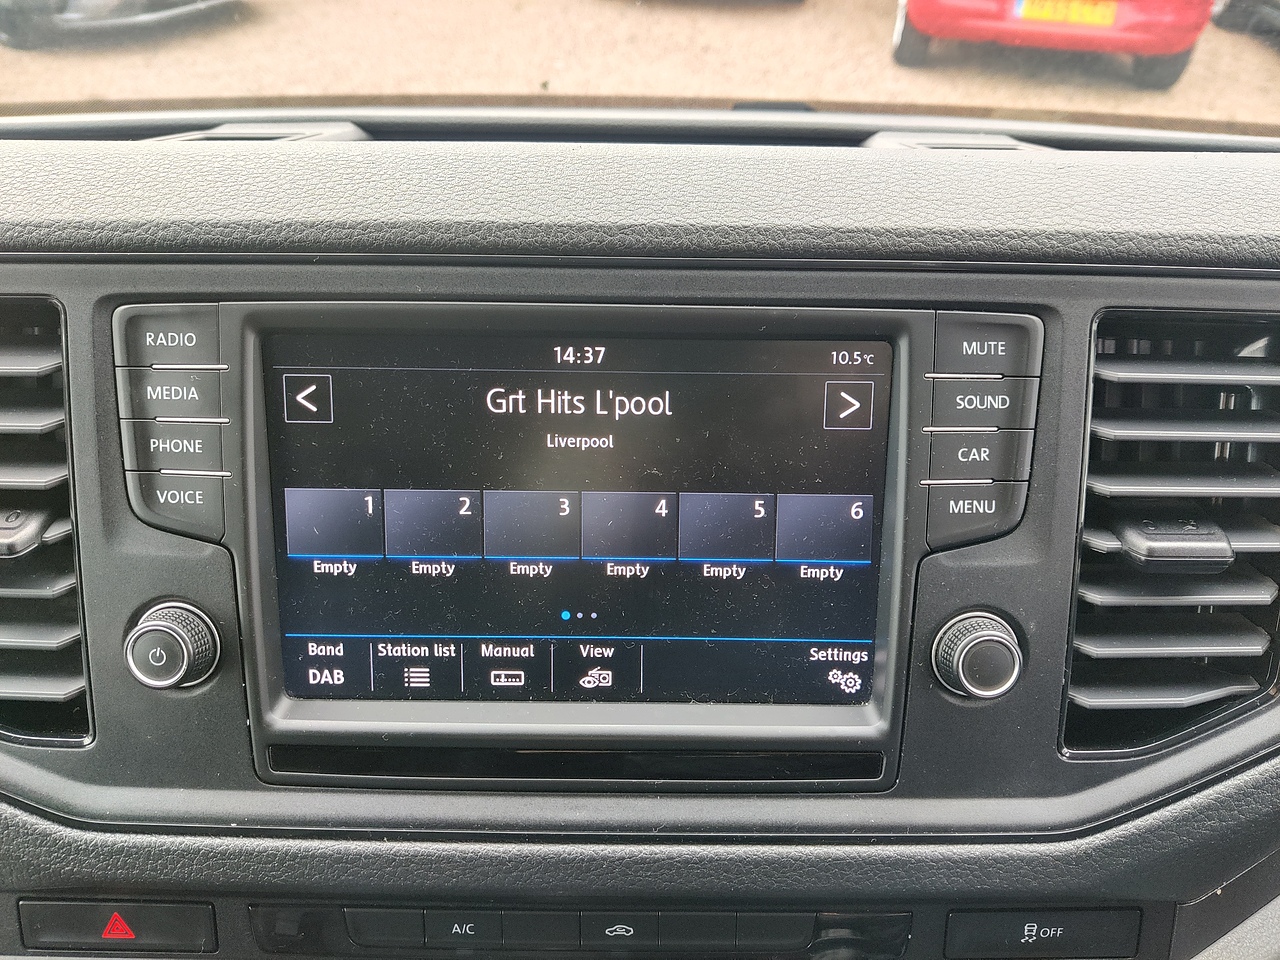 RADIO
MEDIA
PHONE
VOICE
14:37
10.5°C
<
Grt Hits L'pool
>
Liverpool
1 2 3 4 5 6
Empty Empty Empty Empty Empty Empty
Band Station list Manual View Settings
DAB
MUTE
SOUND
CAR
MENU
A/C
OFF